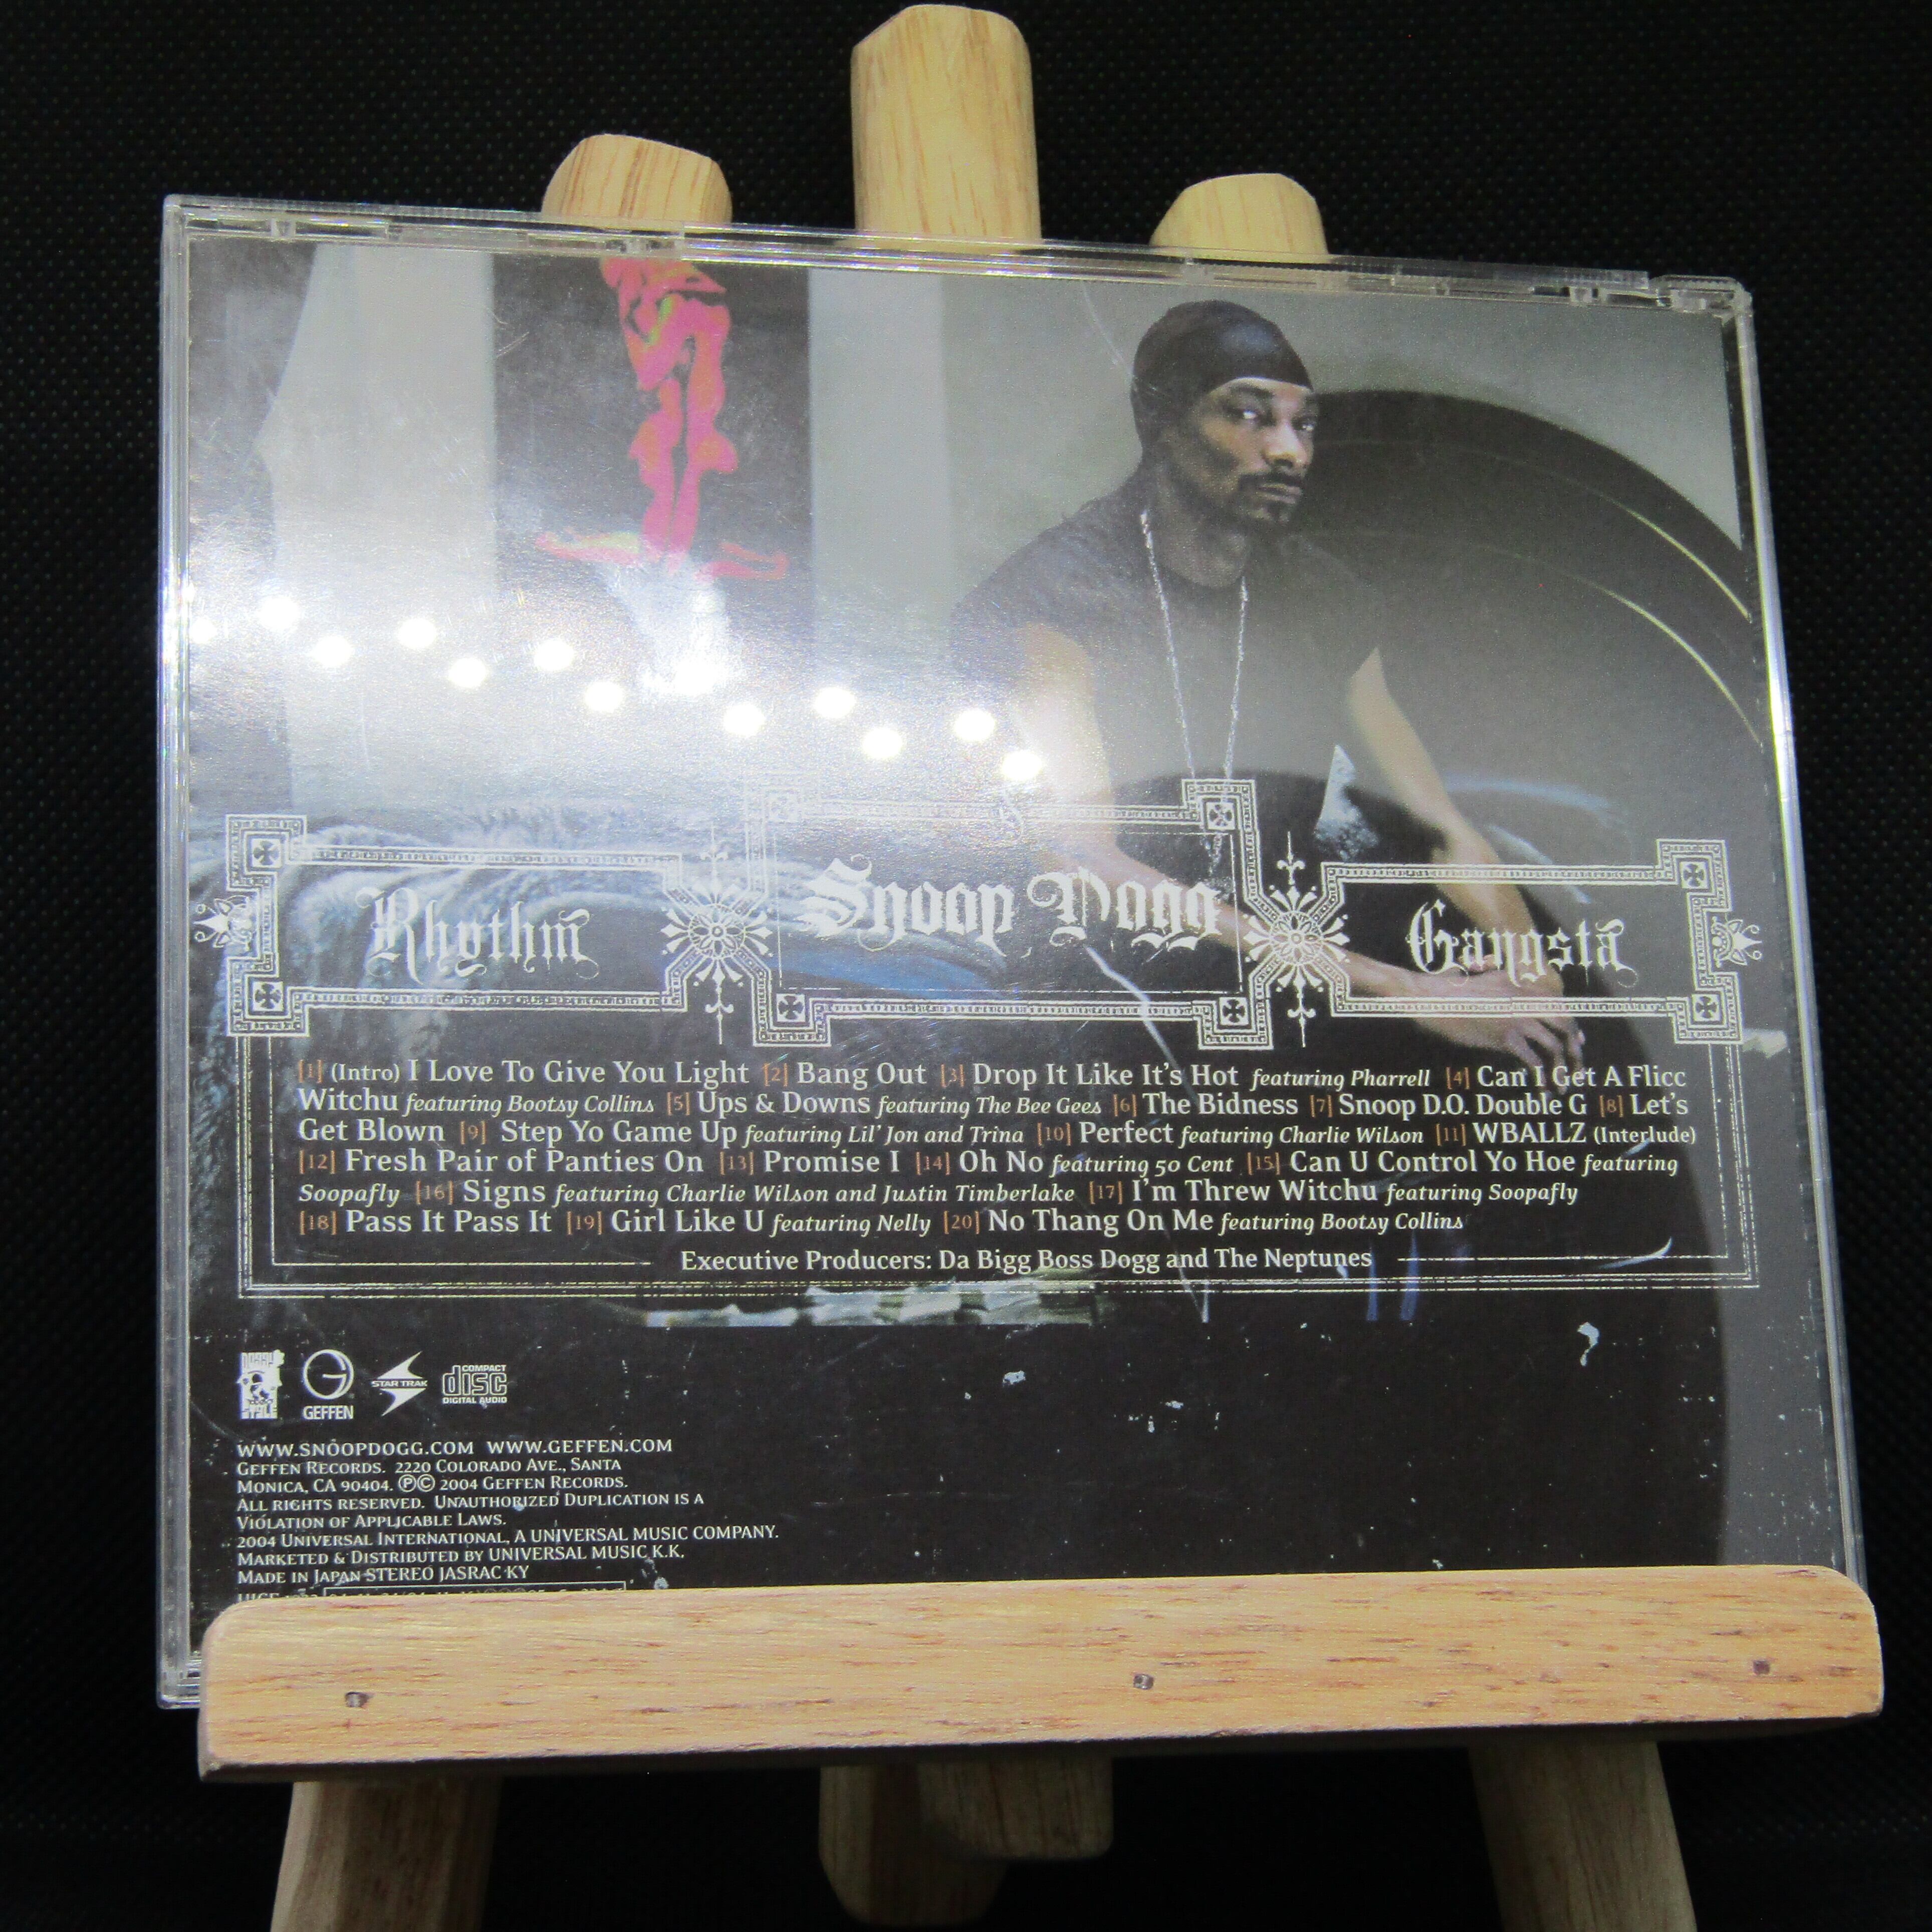 Rhythm Snoop Dogg Gangsta
[1] (Intro) I Love To Give You Light [2] Bang Out [3] Drop It Like It's Hot featuring Pharrell [4] Can I Get A Flicc
Witchu featuring Bootsy Collins [5] Ups & Downs featuring The Bee Gees [6] The Bidness [7] Snoop D.O. Double G [8] Let's
Get Blown [9] Step Yo Game Up featuring Lil' Jon and Trina [10] Perfect featuring Charlie Wilson [11] WBALLZ (Interlude)
[12] Fresh Pair of Panties On [13] Promise I [14] Oh No featuring 50 Cent [15] Can U Control Yo Hoe featuring
Soopafly [16] Signs featuring Charlie Wilson and Justin Timberlake [17] I'm Threw Witchu featuring Soopafly
[18] Pass It Pass It [19] Girl Like U featuring Nelly [20] No Thang On Me featuring Bootsy Collins
Executive Producers: Da Bigg Boss Dogg and The Neptunes
GEFFEN STAR TRAK COMPACT disc DIGITAL AUDIO
WWW.SNOOPDOGG.COM WWW.GEFFEN.COM
GEFFEN RECORDS. 2220 COLORADO AVE., SANTA
MONICA, CA 90404. ℗© 2004 GEFFEN RECORDS.
ALL RIGHTS RESERVED. UNAUTHORIZED DUPLICATION IS A
VIOLATION OF APPLICABLE LAWS.
2004 UNIVERSAL INTERNATIONAL, A UNIVERSAL MUSIC COMPANY.
MARKETED & DISTRIBUTED BY UNIVERSAL MUSIC K.K.
MADE IN JAPAN STEREO JASRAC KY